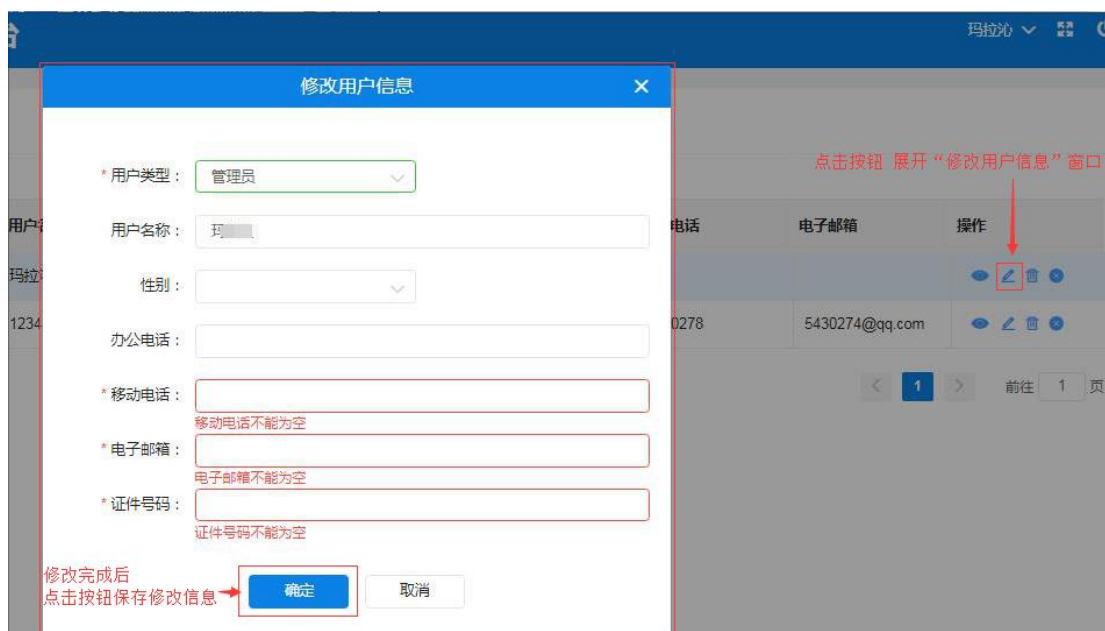 台
玛拉沁
修改用户信息
点击按钮 展开“修改用户信息”窗口
* 用户类型：
管理员
用户
电话
电子邮箱
操作
用户名称：
玛
玛拉
性别：
1234
0278
5430274@qq.com
办公电话：
1
前往 1 页
* 移动电话：
移动电话不能为空
* 电子邮箱：
电子邮箱不能为空
* 证件号码：
证件号码不能为空
修改完成后
点击按钮保存修改信息
确定
取消